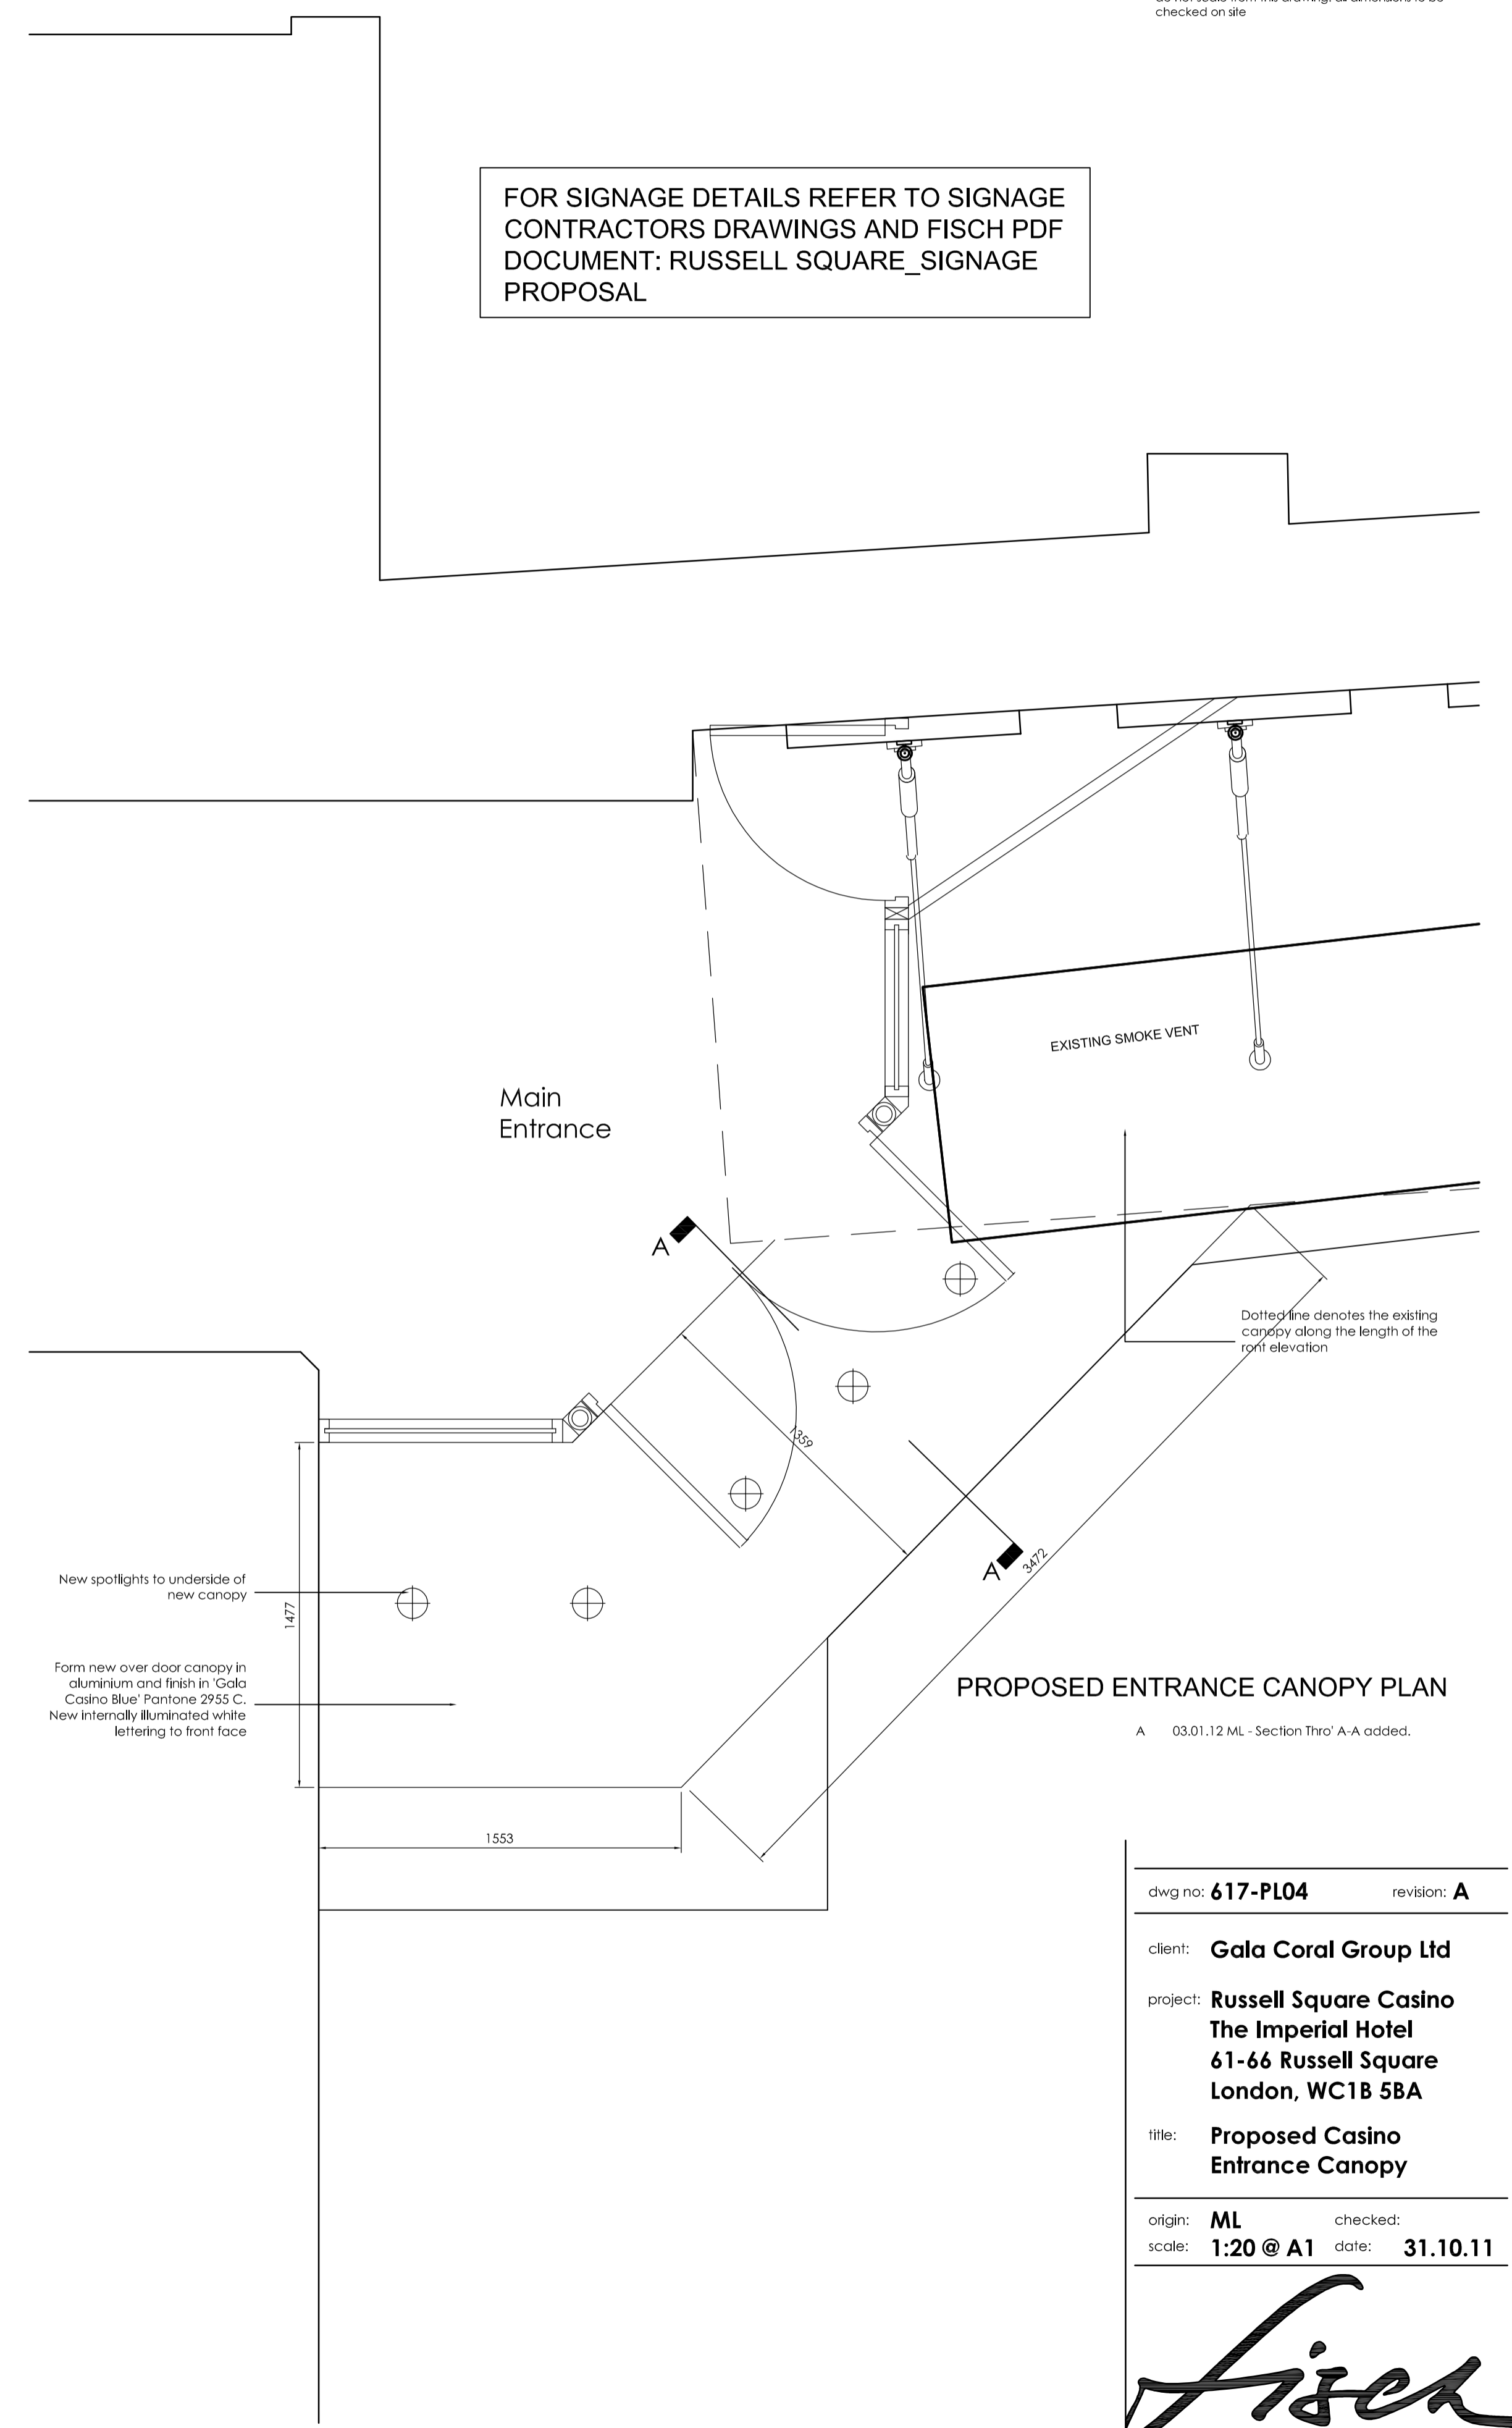 checked on site
FOR SIGNAGE DETAILS REFER TO SIGNAGE
CONTRACTORS DRAWINGS AND FISCH PDF
DOCUMENT: RUSSELL SQUARE_SIGNAGE
PROPOSAL
EXISTING SMOKE VENT
Main
Entrance
A
Dotted line denotes the existing
canopy along the length of the
ront elevation
1359
A
3472
New spotlights to underside of
new canopy
1477
Form new over door canopy in
aluminium and finish in 'Gala
Casino Blue' Pantone 2955 C.
New internally illuminated white
lettering to front face
PROPOSED ENTRANCE CANOPY PLAN
A 03.01.12 ML - Section Thro' A-A added.
1553
dwg no: 617-PL04 revision: A
client: Gala Coral Group Ltd
project: Russell Square Casino
The Imperial Hotel
61-66 Russell Square
London, WC1B 5BA
title: Proposed Casino
Entrance Canopy
origin: ML checked:
scale: 1:20 @ A1 date: 31.10.11
fisch